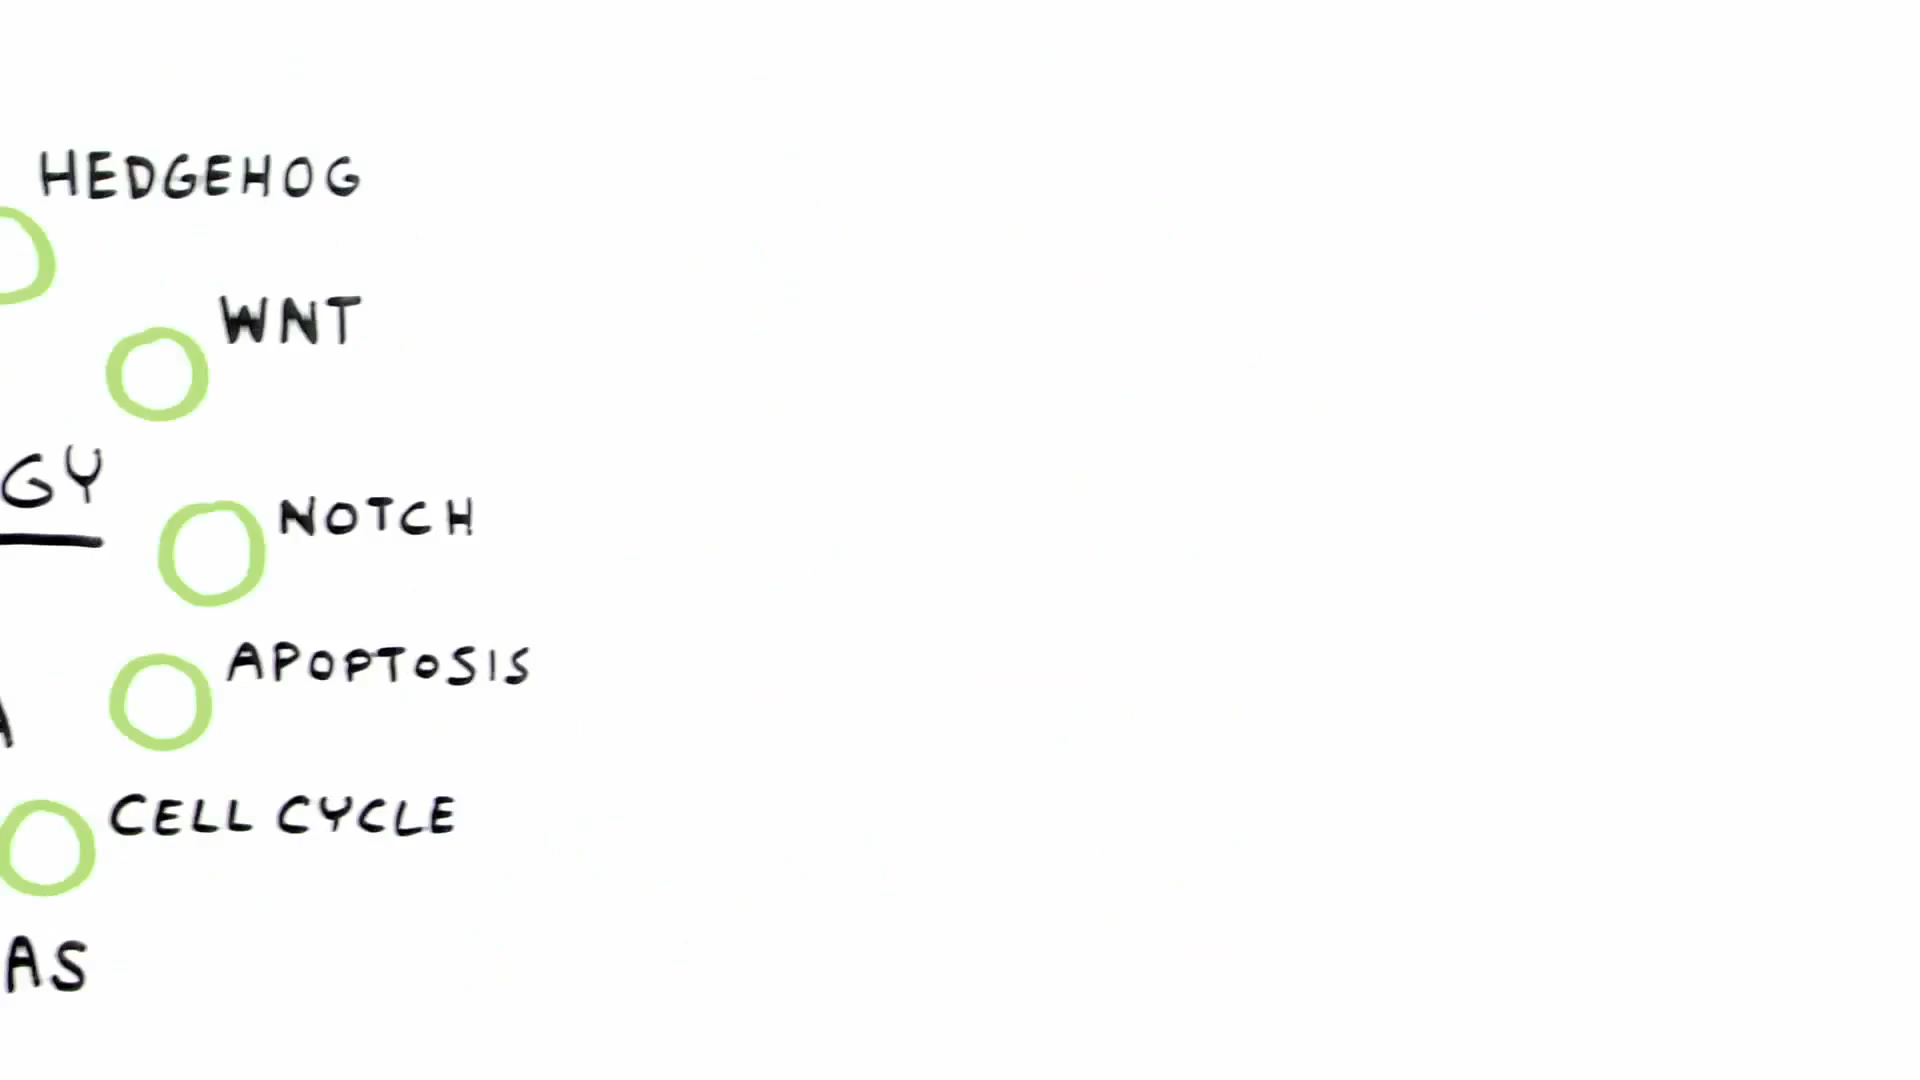 HEDGEHOG
WNT
GY
NOTCH
APOPTOSIS
A
CELL CYCLE
AS